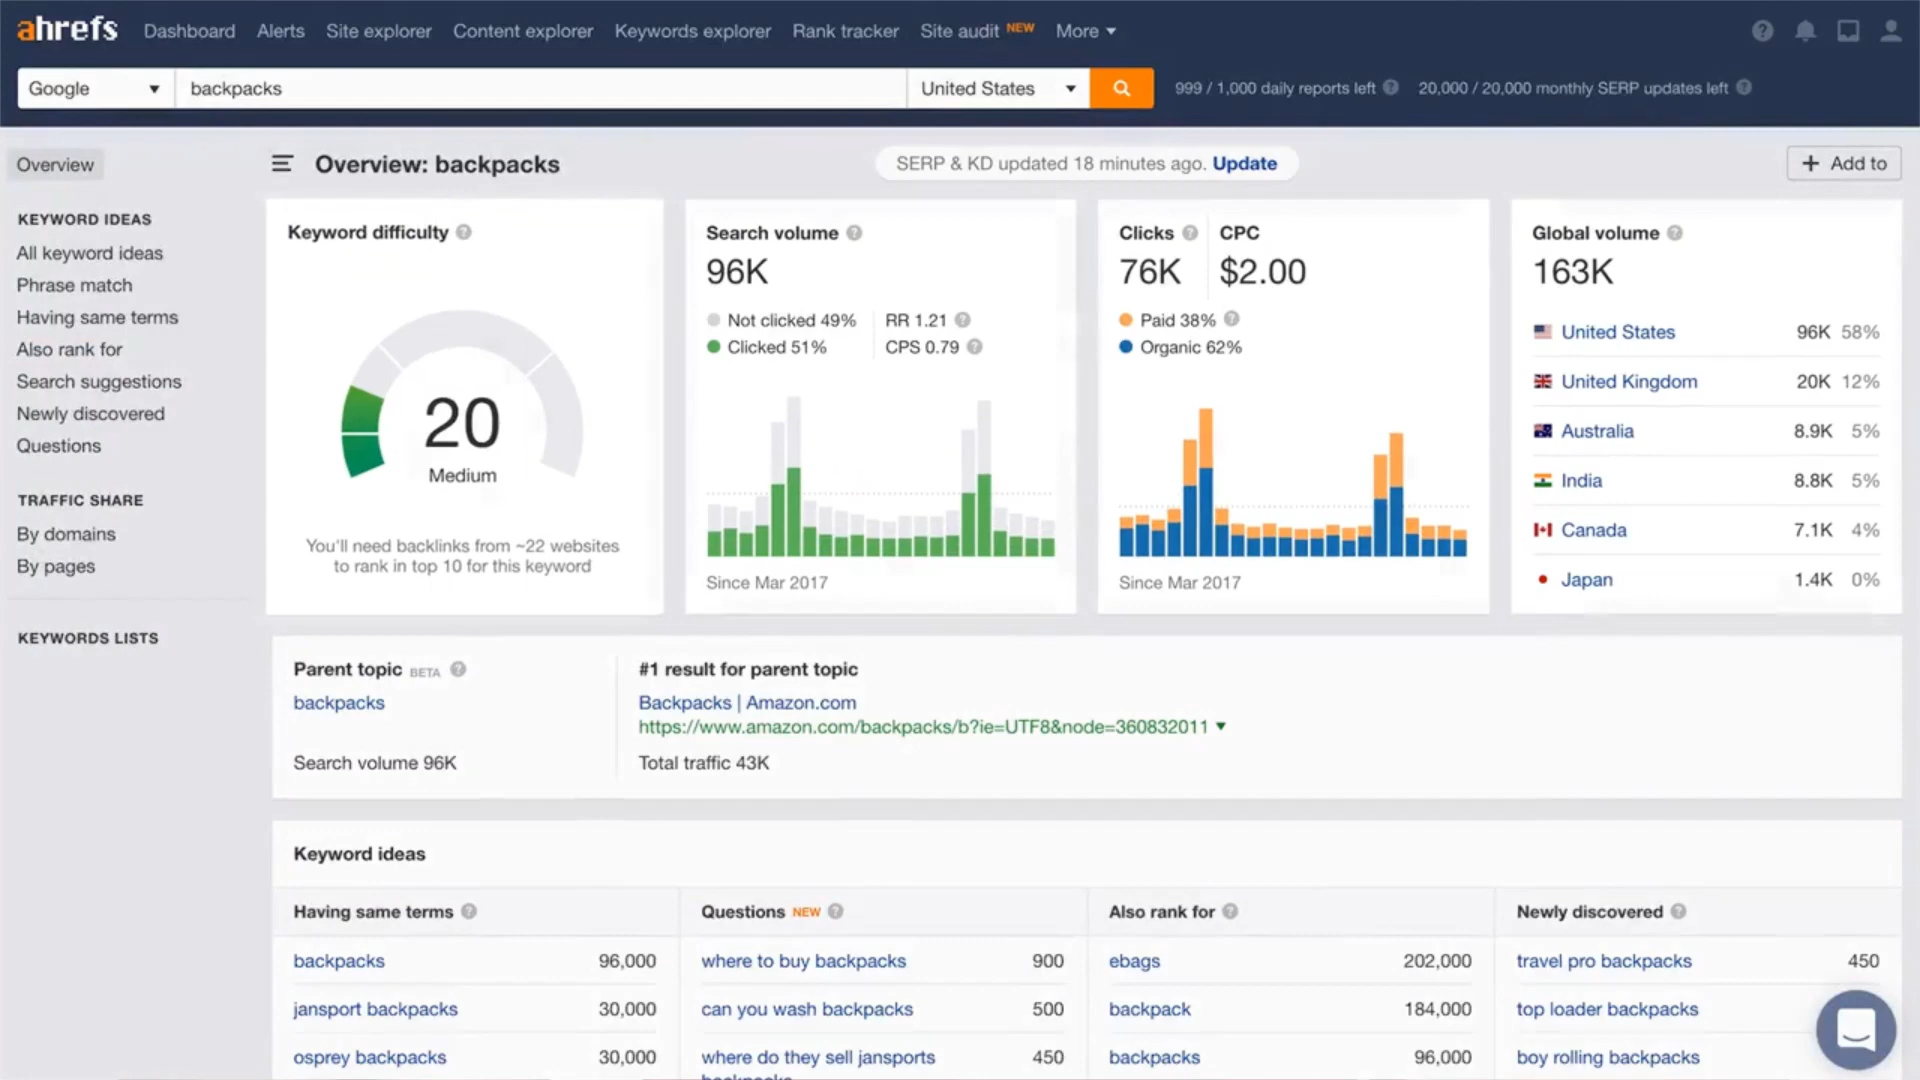 ahrefs
Dashboard Alerts Site explorer Content explorer Keywords explorer Rank tracker Site audit NEW More
Google backpacks United States 999 / 1,000 daily reports left 20,000 / 20,000 monthly SERP updates left
Overview
KEYWORD IDEAS
All keyword ideas
Phrase match
Having same terms
Also rank for
Search suggestions
Newly discovered
Questions
TRAFFIC SHARE
By domains
By pages
KEYWORDS LISTS
Overview: backpacks
SERP & KD updated 18 minutes ago. Update
+ Add to
Keyword difficulty
20
Medium
You'll need backlinks from ~22 websites
to rank in top 10 for this keyword
Search volume
96K
Not clicked 49% RR 1.21
Clicked 51% CPS 0.79
Since Mar 2017
Clicks CPC
76K $2.00
Paid 38%
Organic 62%
Since Mar 2017
Global volume
163K
United States 96K 58%
United Kingdom 20K 12%
Australia 8.9K 5%
India 8.8K 5%
Canada 7.1K 4%
Japan 1.4K 0%
Parent topic BETA
backpacks
Search volume 96K
#1 result for parent topic
Backpacks | Amazon.com
https://www.amazon.com/backpacks/b?ie=UTF8&node=360832011
Total traffic 43K
Keyword ideas
Having same terms
backpacks 96,000
jansport backpacks 30,000
osprey backpacks 30,000
Questions NEW
where to buy backpacks 900
can you wash backpacks 500
where do they sell jansports 450
Also rank for
ebags 202,000
backpack 184,000
backpacks 96,000
Newly discovered
travel pro backpacks 450
top loader backpacks
boy rolling backpacks